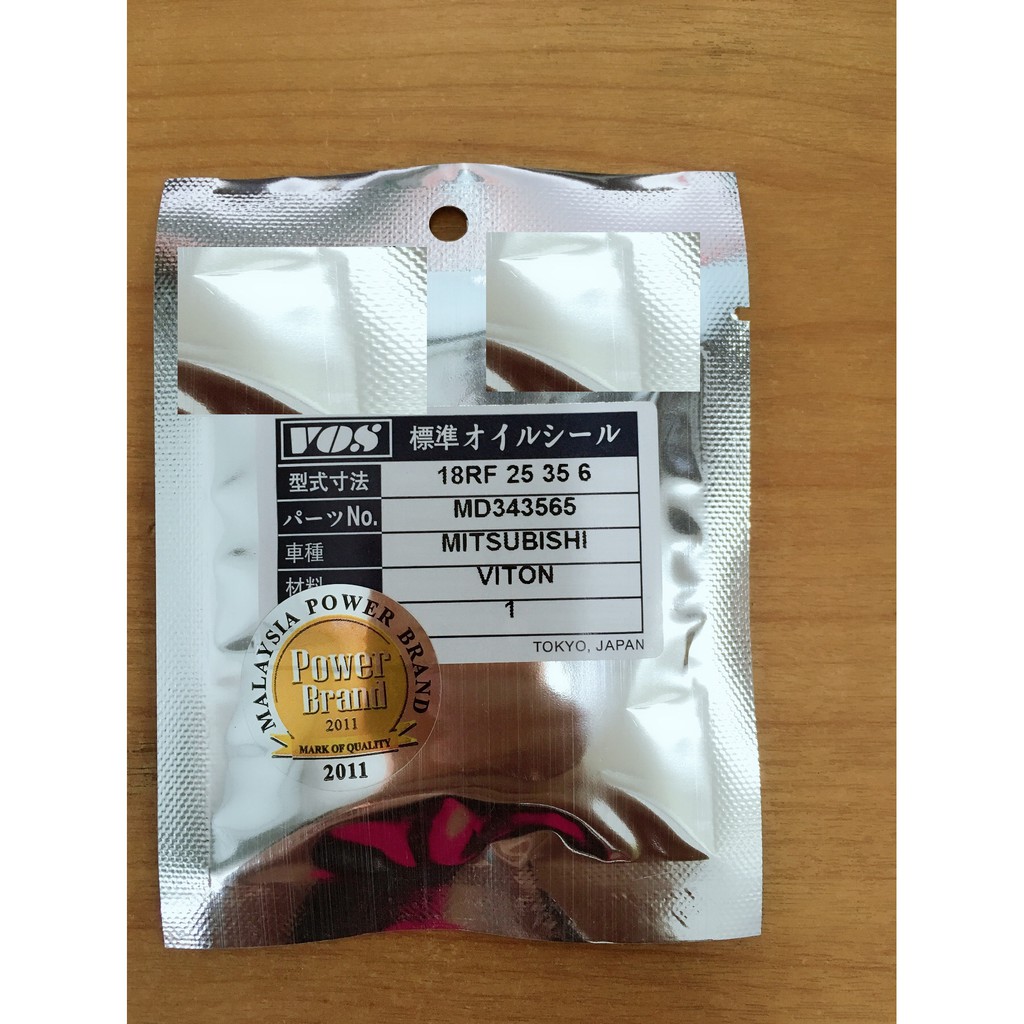 VO.S 標準オイルシール
型式寸法 18RF 25 35 6
パーツNo. MD343565
車種 MITSUBISHI
材料 VITON
1
TOKYO, JAPAN
MALAYSIA POWER BRAND
Power
Brand
2011
MARK OF QUALITY
2011